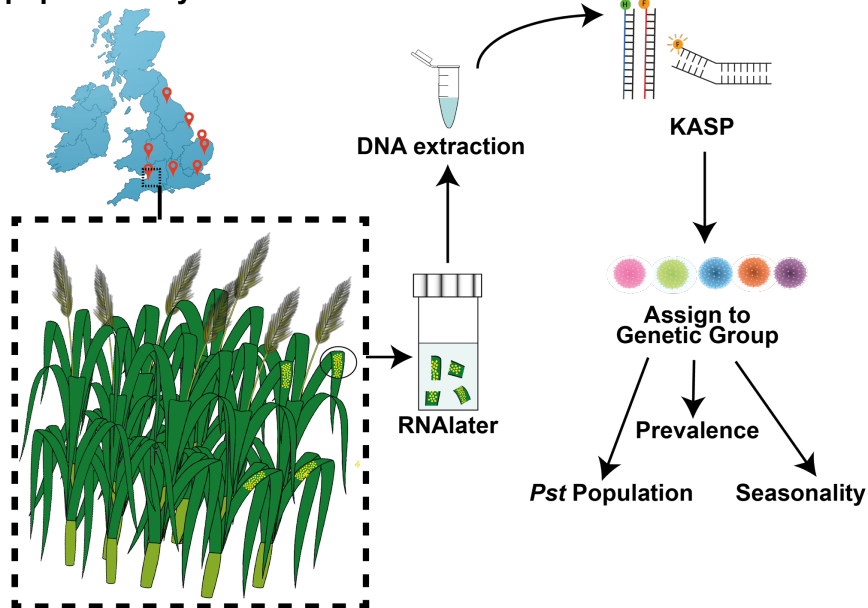 H F
F
KASP
DNA extraction
Assign to
Genetic Group
RNAlater
Prevalence
Pst Population
Seasonality